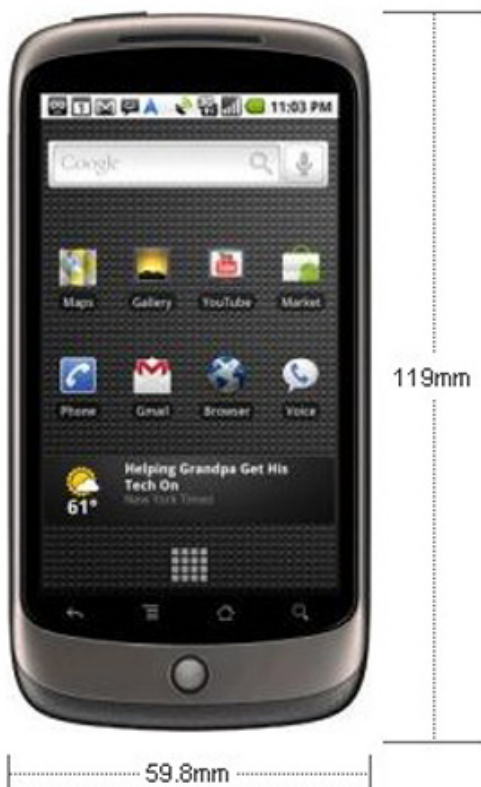 11:03 PM
Google
Maps Gallery YouTube Market
Phone Gmail Browser Voice
Helping Grandpa Get His
Tech On
New York Times
61°
119mm
59.8mm